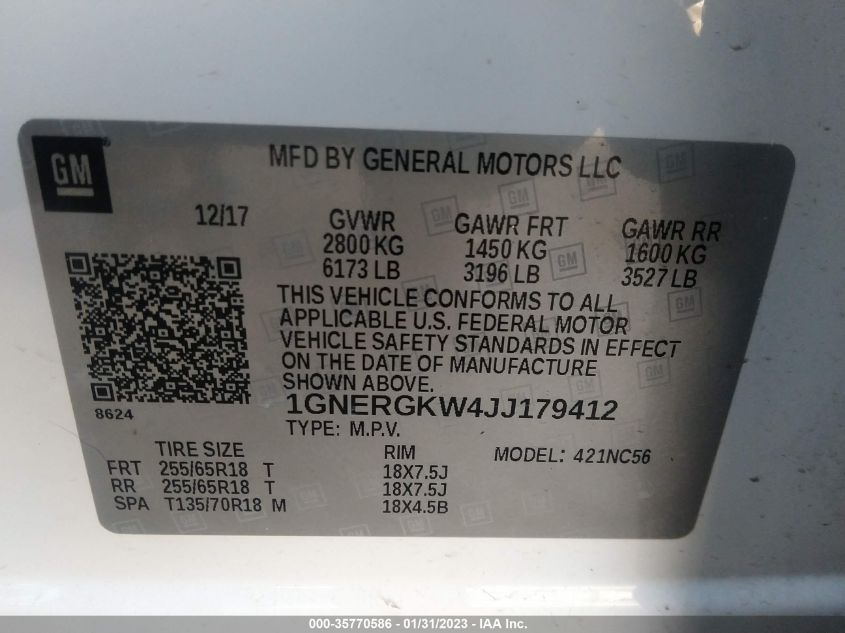 GM
MFD BY GENERAL MOTORS LLC
12/17
GVWR
2800 KG
6173 LB
GAWR FRT
1450 KG
3196 LB
GAWR RR
1600 KG
3527 LB
THIS VEHICLE CONFORMS TO ALL
APPLICABLE U.S. FEDERAL MOTOR
VEHICLE SAFETY STANDARDS IN EFFECT
ON THE DATE OF MANUFACTURE
SHOWN ABOVE.
8624
1GNERGKW4JJ179412
TYPE: M.P.V.
TIRE SIZE RIM MODEL: 421NC56
FRT 255/65R18 T 18X7.5J
RR 255/65R18 T 18X7.5J
SPA T135/70R18 M 18X4.5B
000-35770586 - 01/31/2023 - © IAA Inc.